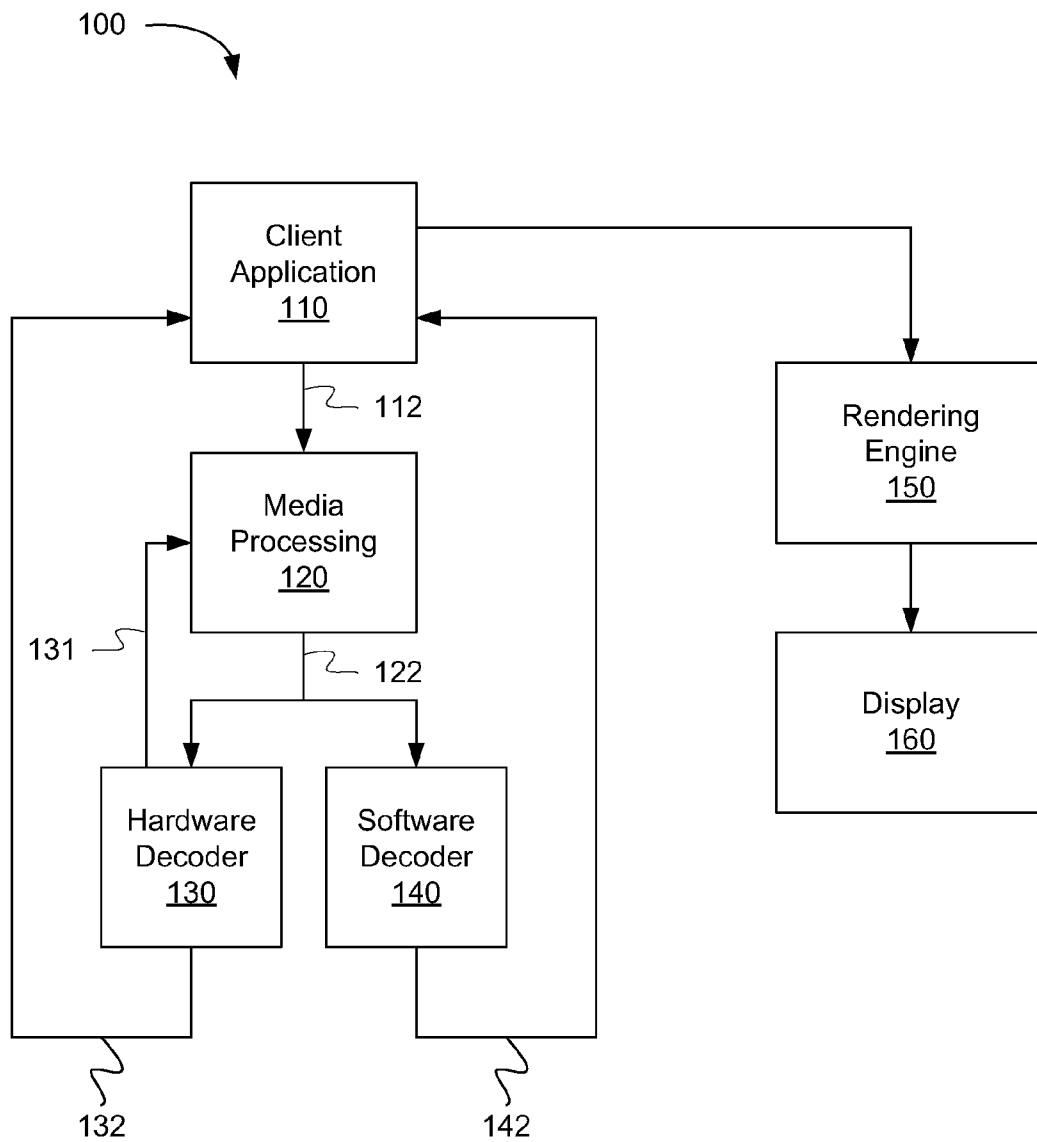 100
Client
Application
110
112
Rendering
Engine
150
Media
Processing
120
131
122
Display
160
Hardware
Decoder
130
Software
Decoder
140
132
142